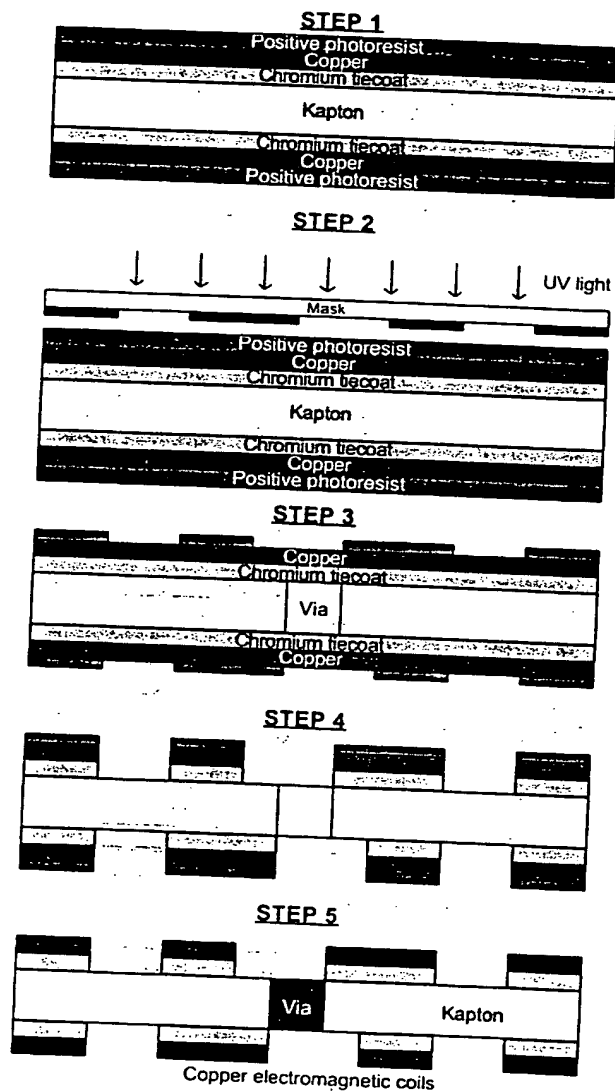 STEP 1
Positive photoresist
Copper
Chromium tiecoat
Kapton
Chromium tiecoat
Copper
Positive photoresist
STEP 2
UV light
Mask
Positive photoresist
Copper
Chromium tiecoat
Kapton
Chromium tiecoat
Copper
Positive photoresist
STEP 3
Copper
Chromium tiecoat
Via
Chromium tiecoat
Copper
STEP 4
STEP 5
Via Kapton
Copper electromagnetic coils